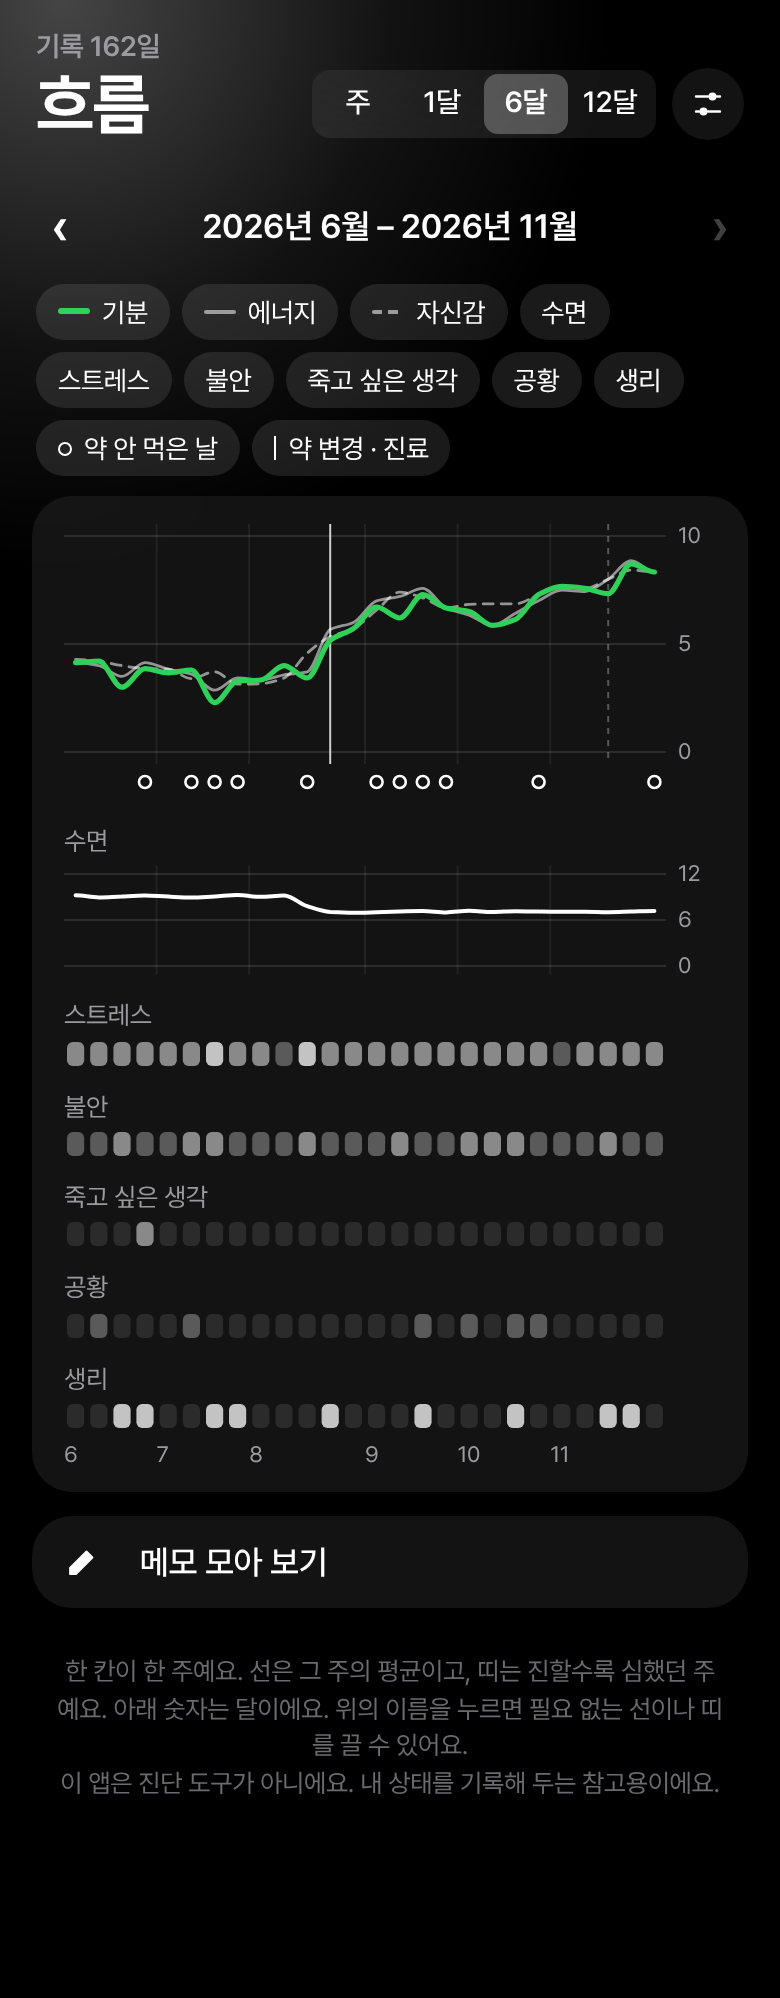 기록 162일
흐름
주 1달 6달 12달
2026년 6월 – 2026년 11월
기분 에너지 자신감 수면
스트레스 불안 죽고 싶은 생각 공황 생리
약 안 먹은 날 약 변경 · 진료
10
5
0
수면
12
6
0
스트레스
불안
죽고 싶은 생각
공황
생리
6 7 8 9 10 11
메모 모아 보기
한 칸이 한 주예요. 선은 그 주의 평균이고, 띠는 진할수록 심했던 주
예요. 아래 숫자는 달이에요. 위의 이름을 누르면 필요 없는 선이나 띠
를 끌 수 있어요.
이 앱은 진단 도구가 아니에요. 내 상태를 기록해 두는 참고용이에요.